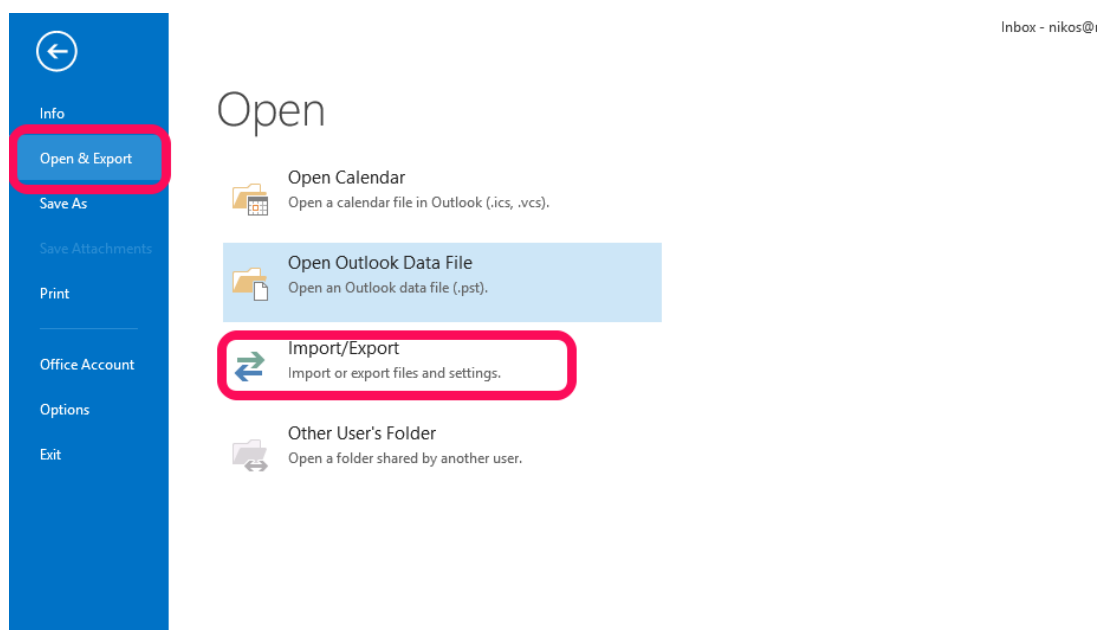 Inbox - nikos@
Info
Open & Export
Save As
Save Attachments
Print
Office Account
Options
Exit
Open
Open Calendar
Open a calendar file in Outlook (.ics, .vcs).
Open Outlook Data File
Open an Outlook data file (.pst).
Import/Export
Import or export files and settings.
Other User's Folder
Open a folder shared by another user.